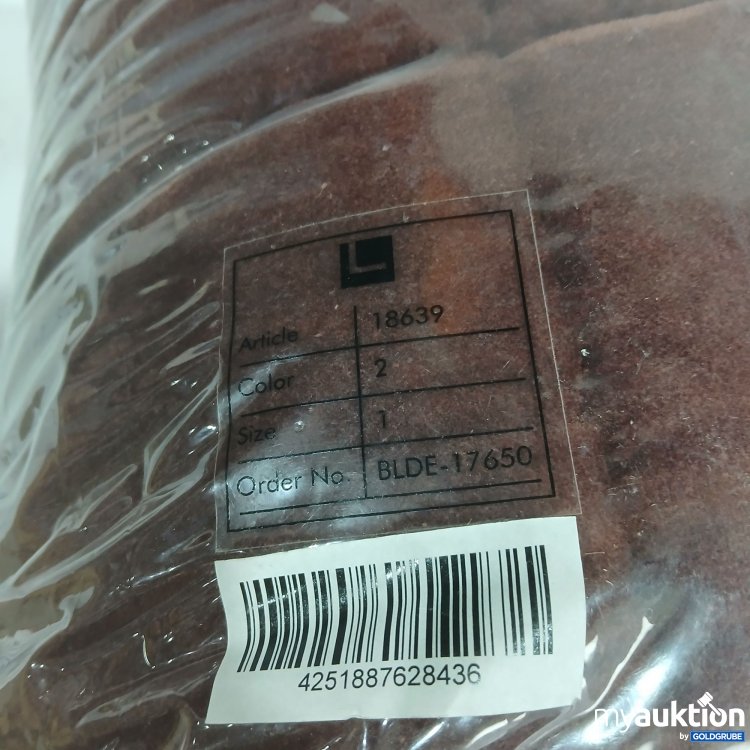 L
Article 18639
Color 2
Size 1
Order No. BLDE-17650
4251887628436
myauktion
by GOLDGRUBE